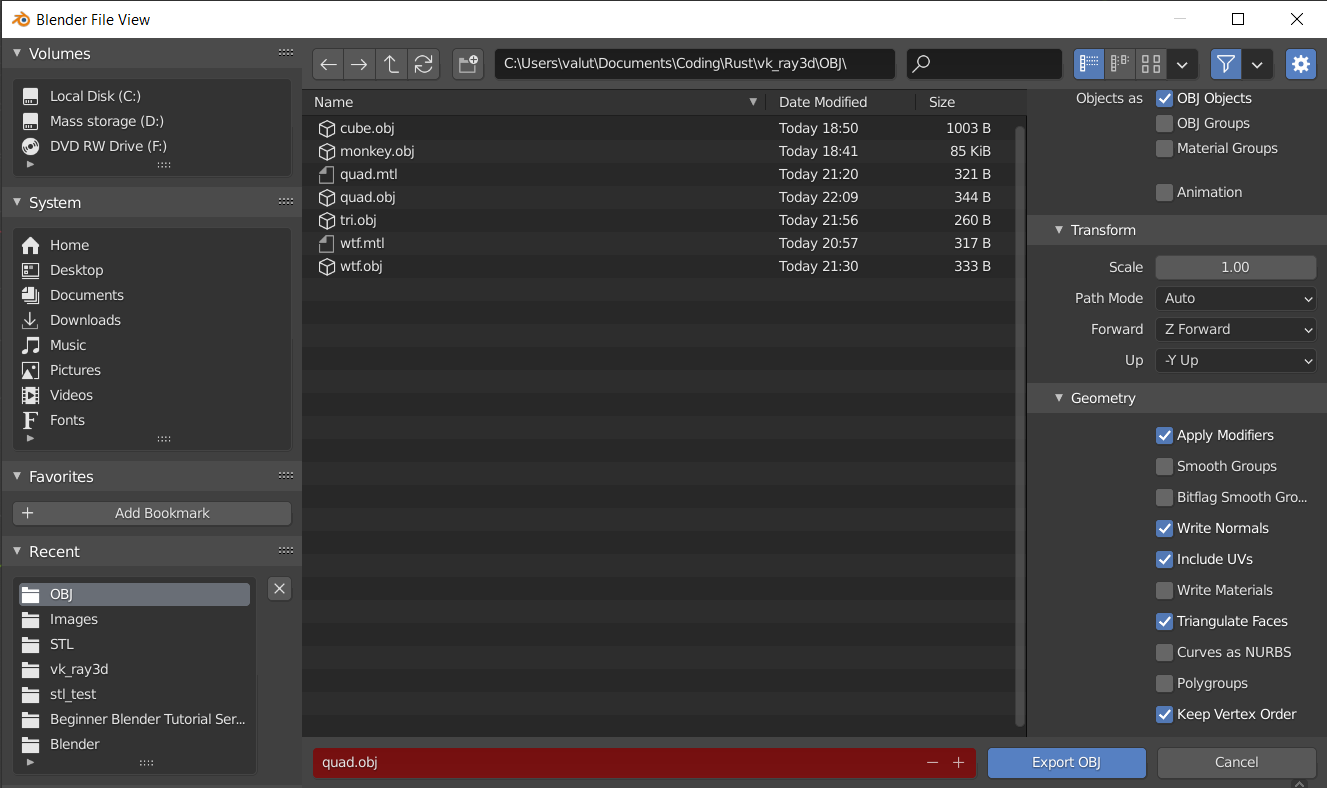 Blender File View
Volumes
Local Disk (C:)
Mass storage (D:)
DVD RW Drive (F:)
System
Home
Desktop
Documents
Downloads
Music
Pictures
Videos
Fonts
Favorites
Add Bookmark
Recent
OBJ
Images
STL
vk_ray3d
stl_test
Beginner Blender Tutorial Ser...
Blender
C:\Users\valut\Documents\Coding\Rust\vk_ray3d\OBJ\
Name Date Modified Size
cube.obj Today 18:50 1003 B
monkey.obj Today 18:41 85 KiB
quad.mtl Today 21:20 321 B
quad.obj Today 22:09 344 B
tri.obj Today 21:56 260 B
wtf.mtl Today 20:57 317 B
wtf.obj Today 21:30 333 B
quad.obj
Objects as OBJ Objects
OBJ Groups
Material Groups
Animation
Transform
Scale 1.00
Path Mode Auto
Forward Z Forward
Up -Y Up
Geometry
Apply Modifiers
Smooth Groups
Bitflag Smooth Gro...
Write Normals
Include UVs
Write Materials
Triangulate Faces
Curves as NURBS
Polygroups
Keep Vertex Order
Export OBJ
Cancel